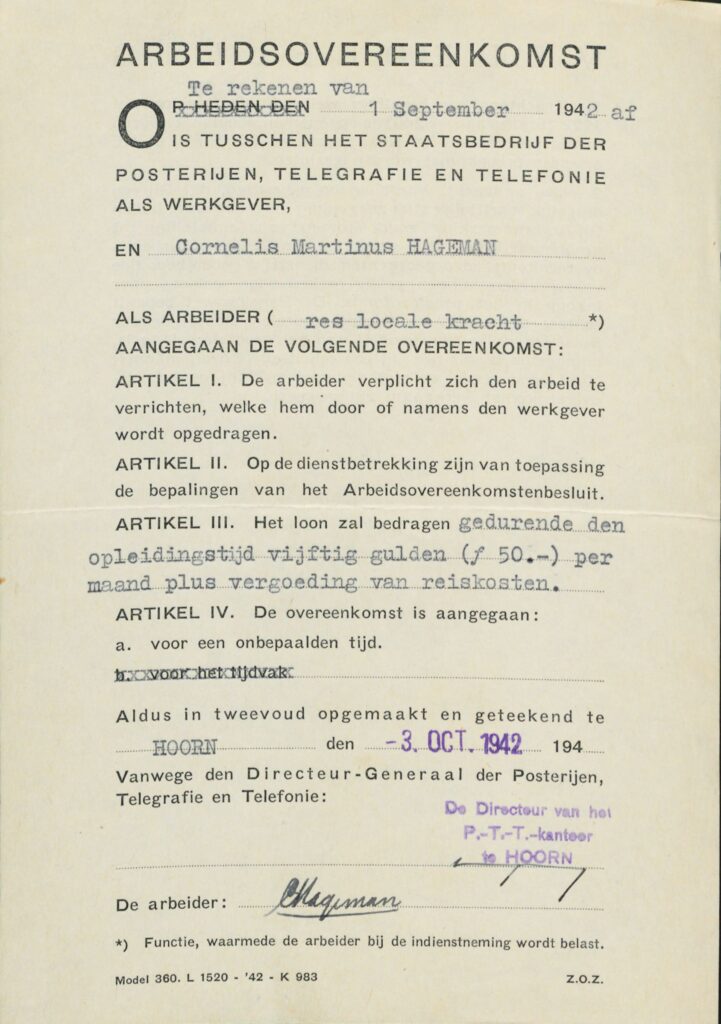 ARBEIDSOVEREENKOMST
Te rekenen van
OP HEDEN DEN 1 September 1942 af
IS TUSSCHEN HET STAATSBEDRIJF DER
POSTERIJEN, TELEGRAFIE EN TELEFONIE
ALS WERKGEVER,
EN Cornelis Martinus HAGEMAN
ALS ARBEIDER ( res locale kracht *)
AANGEGAAN DE VOLGENDE OVEREENKOMST:
ARTIKEL I. De arbeider verplicht zich den arbeid te
verrichten, welke hem door of namens den werkgever
wordt opgedragen.
ARTIKEL II. Op de dienstbetrekking zijn van toepassing
de bepalingen van het Arbeidsovereenkomstenbesluit.
ARTIKEL III. Het loon zal bedragen gedurende den
opleidingstijd vijftig gulden (ƒ 50.-) per
maand plus vergoeding van reiskosten.
ARTIKEL IV. De overeenkomst is aangegaan:
a. voor een onbepaalden tijd.
b. voor het tijdvak
Aldus in tweevoud opgemaakt en geteekend te
HOORN den -3. OCT. 1942 194
Vanwege den Directeur-Generaal der Posterijen,
Telegrafie en Telefonie:
De Directeur van het
P.-T.-T.-kantoor
te HOORN
De arbeider: CHageman
*) Functie, waarmede de arbeider bij de indienstneming wordt belast.
Model 360. L 1520 - '42 - K 983 Z.O.Z.